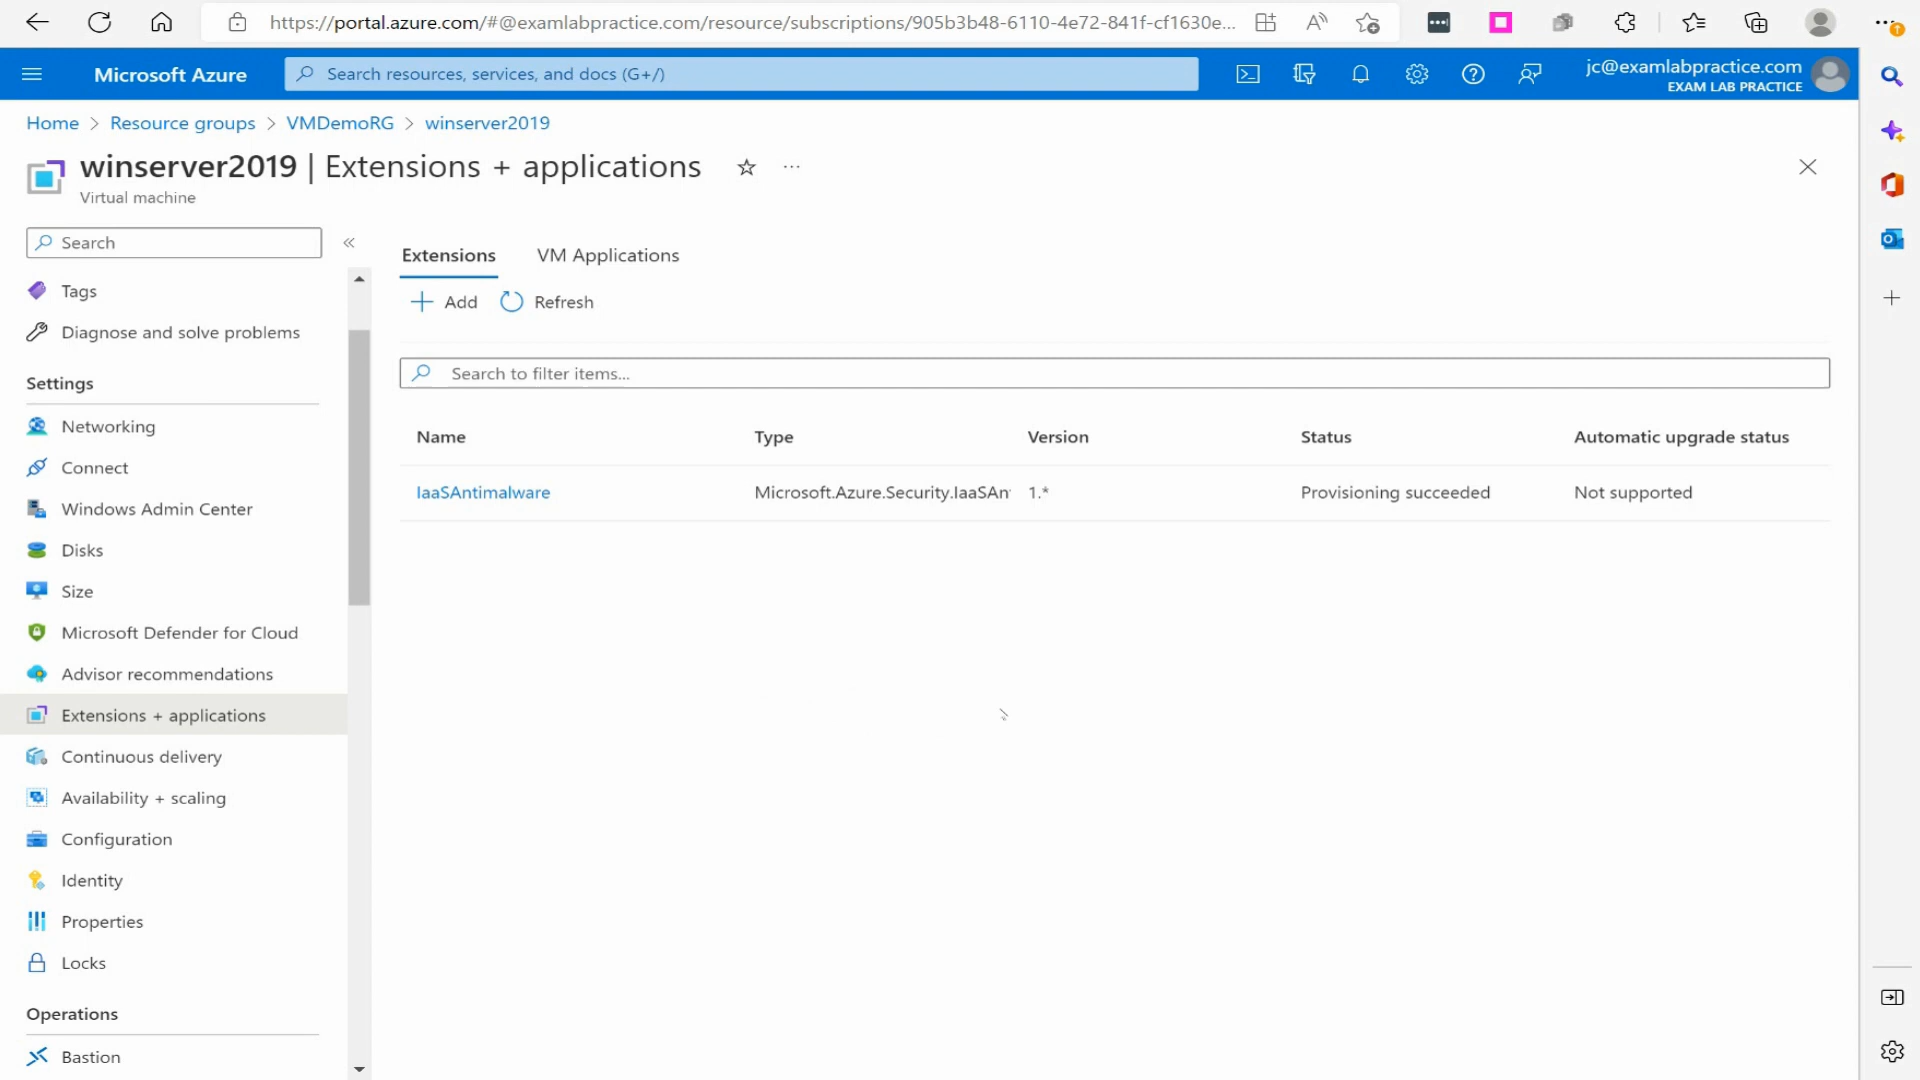 https://portal.azure.com/#@examlabpractice.com/resource/subscriptions/905b3b48-6110-4e72-841f-cf1630e...
Microsoft Azure
Search resources, services, and docs (G+/)
jc@examlabpractice.com
EXAM LAB PRACTICE
Home > Resource groups > VMDemoRG > winserver2019
winserver2019 | Extensions + applications
Virtual machine
Search
Tags
Diagnose and solve problems
Settings
Networking
Connect
Windows Admin Center
Disks
Size
Microsoft Defender for Cloud
Advisor recommendations
Extensions + applications
Continuous delivery
Availability + scaling
Configuration
Identity
Properties
Locks
Operations
Bastion
Extensions VM Applications
Add Refresh
Search to filter items...
Name Type Version Status Automatic upgrade status
IaaSAntimalware Microsoft.Azure.Security.IaaSAn 1.* Provisioning succeeded Not supported